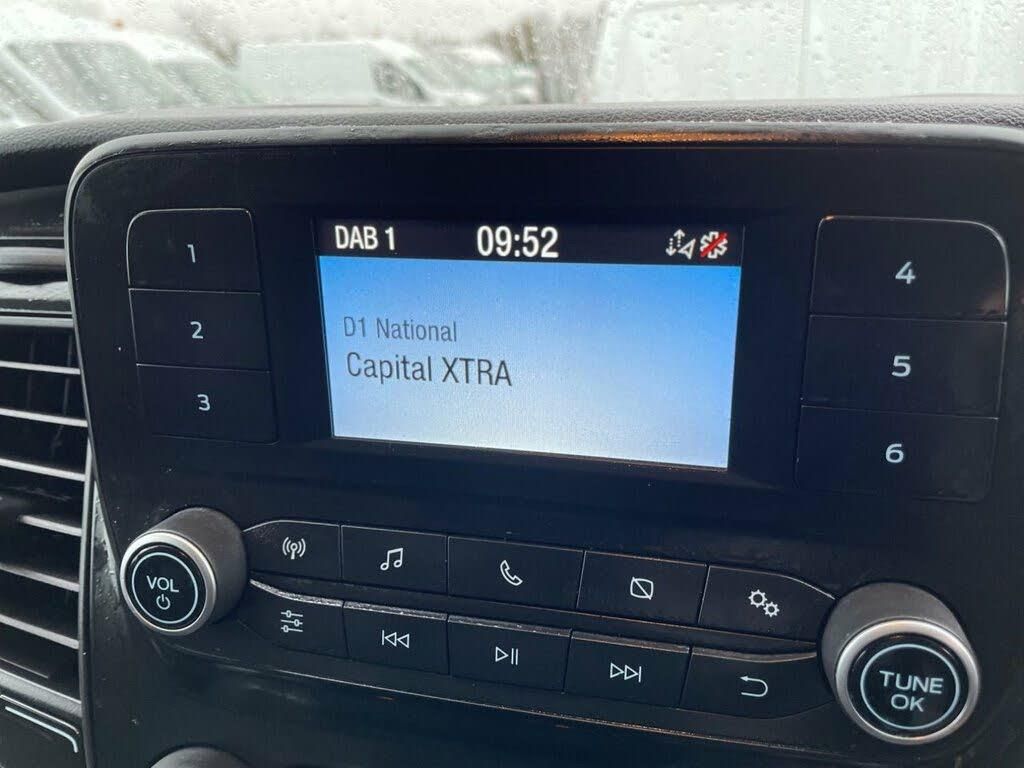 DAB 1 09:52
D1 National
Capital XTRA
1
2
3
4
5
6
VOL
TUNE
OK